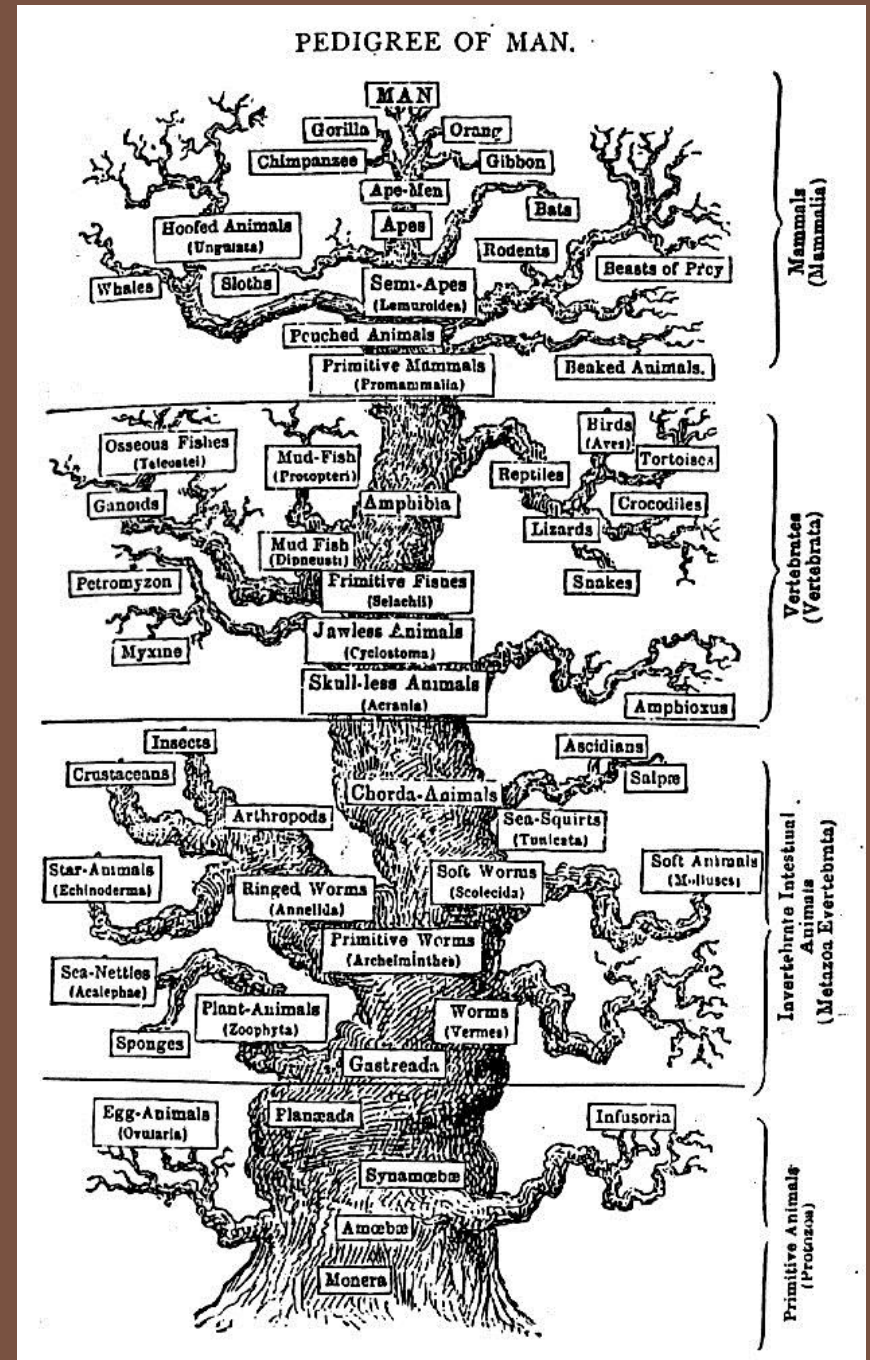 PEDIGREE OF MAN.
MAN
Gorilla
Orang
Chimpanzee
Gibbon
Ape-Men
Bats
Apes
Hoofed Animals
(Ungulata)
Rodents
Beasts of Prey
Whales
Sloths
Semi-Apes
(Lemuroidea)
Pouched Animals
Primitive Mammals
(Promammalia)
Beaked Animals.
Mammals
(Mammalia)
Osseous Fishes
(Teleostei)
Mud-Fish
(Protopteri)
Birds
(Aves)
Tortoises
Reptiles
Ganoids
Amphibia
Crocodiles
Lizards
Mud Fish
(Dipneusti)
Petromyzon
Primitive Fishes
(Selachii)
Snakes
Myxine
Jawless Animals
(Cyclostoma)
Skull-less Animals
(Acrania)
Amphioxus
Vertebrates
(Vertebrata)
Insects
Ascidians
Crustaceans
Salpæ
Chorda-Animals
Arthropods
Sea-Squirts
(Tunicata)
Star-Animals
(Echinoderma)
Ringed Worms
(Annelida)
Soft Worms
(Scolecida)
Soft Animals
(Molluscs)
Primitive Worms
(Archelminthes)
Sea-Nettles
(Acalephae)
Plant-Animals
(Zoophyta)
Worms
(Vermes)
Sponges
Gastreada
Invertebrate Intestinal
Animals
(Metazoa Evertebrata)
Egg-Animals
(Ovularia)
Planæada
Infusoria
Synamœbæ
Amœbæ
Monera
Primitive Animals
(Protozoa)